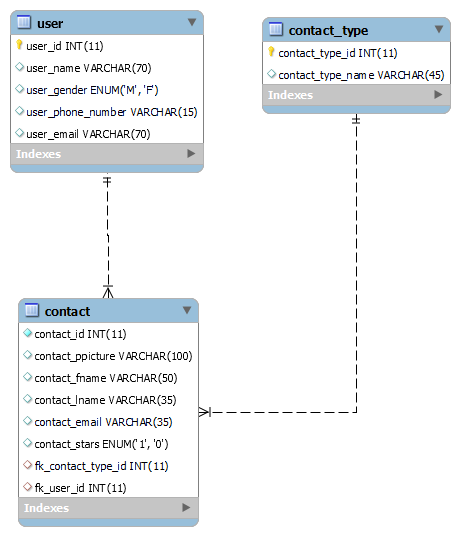 user
user_id INT(11)
user_name VARCHAR(70)
user_gender ENUM('M', 'F')
user_phone_number VARCHAR(15)
user_email VARCHAR(70)
Indexes
contact_type
contact_type_id INT(11)
contact_type_name VARCHAR(45)
Indexes
contact
contact_id INT(11)
contact_ppicture VARCHAR(100)
contact_fname VARCHAR(50)
contact_lname VARCHAR(35)
contact_email VARCHAR(35)
contact_stars ENUM('1', '0')
fk_contact_type_id INT(11)
fk_user_id INT(11)
Indexes